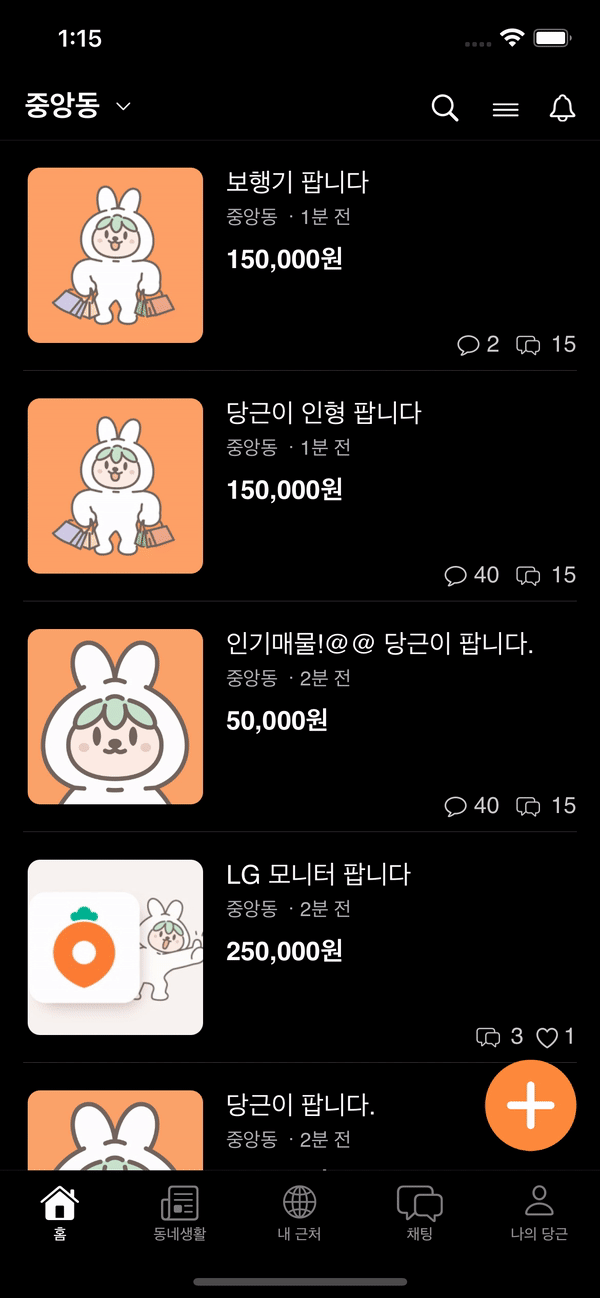 1:15
중앙동
보행기 팝니다
중앙동 · 1분 전
150,000원
2 15
당근이 인형 팝니다
중앙동 · 1분 전
150,000원
40 15
인기매물!@@ 당근이 팝니다.
중앙동 · 2분 전
50,000원
40 15
LG 모니터 팝니다
중앙동 · 2분 전
250,000원
3 1
당근이 팝니다.
중앙동 · 2분 전
홈 동네생활 내 근처 채팅 나의 당근